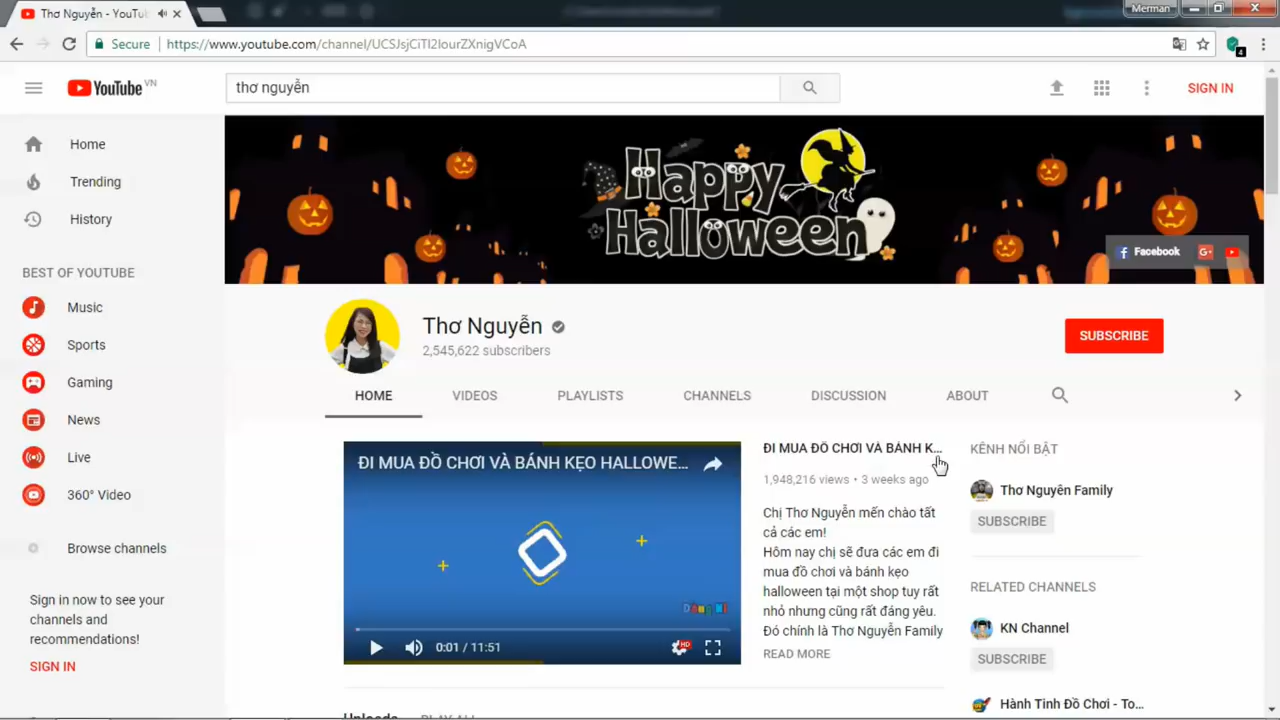 Thơ Nguyễn - YouTub
Merman
Secure
https://www.youtube.com/channel/UCSJsjCiTI2IourZXnigVCoA
4
YouTube VN
thơ nguyễn
SIGN IN
Home
Trending
History
BEST OF YOUTUBE
Music
Sports
Gaming
News
Live
360° Video
Browse channels
Sign in now to see your
channels and
recommendations!
SIGN IN
Happy
Halloween
Facebook
G+
Thơ Nguyễn
2,545,622 subscribers
SUBSCRIBE
HOME
VIDEOS
PLAYLISTS
CHANNELS
DISCUSSION
ABOUT
ĐI MUA ĐỒ CHƠI VÀ BÁNH KẸO HALLOWE...
0:01 / 11:51
HD
ĐI MUA ĐỒ CHƠI VÀ BÁNH K...
1,948,216 views • 3 weeks ago
Chị Thơ Nguyễn mến chào tất
cả các em!
Hôm nay chị sẽ đưa các em đi
mua đồ chơi và bánh kẹo
halloween tại một shop tuy rất
nhỏ nhưng cũng rất đáng yêu.
Đó chính là Thơ Nguyễn Family
READ MORE
KÊNH NỔI BẬT
Thơ Nguyễn Family
SUBSCRIBE
RELATED CHANNELS
KN Channel
SUBSCRIBE
Hành Tinh Đồ Chơi - To...
Uploads
PLAY ALL